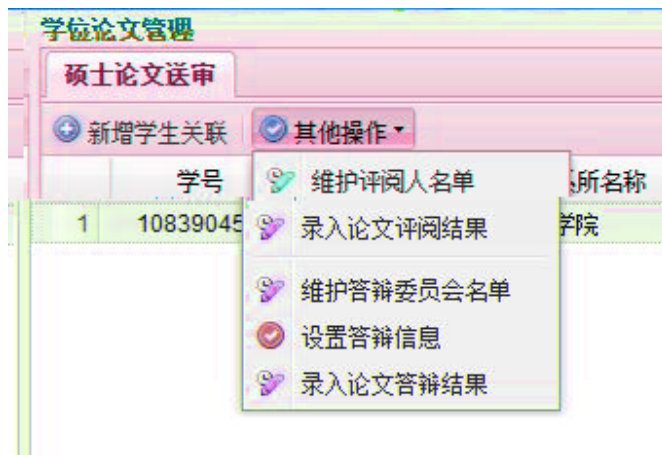 学位论文管理
硕士论文送审
新增学生关联 其他操作
学号 所名称
维护评阅人名单
1 10839045 学院
录入论文评阅结果
维护答辩委员会名单
设置答辩信息
录入论文答辩结果